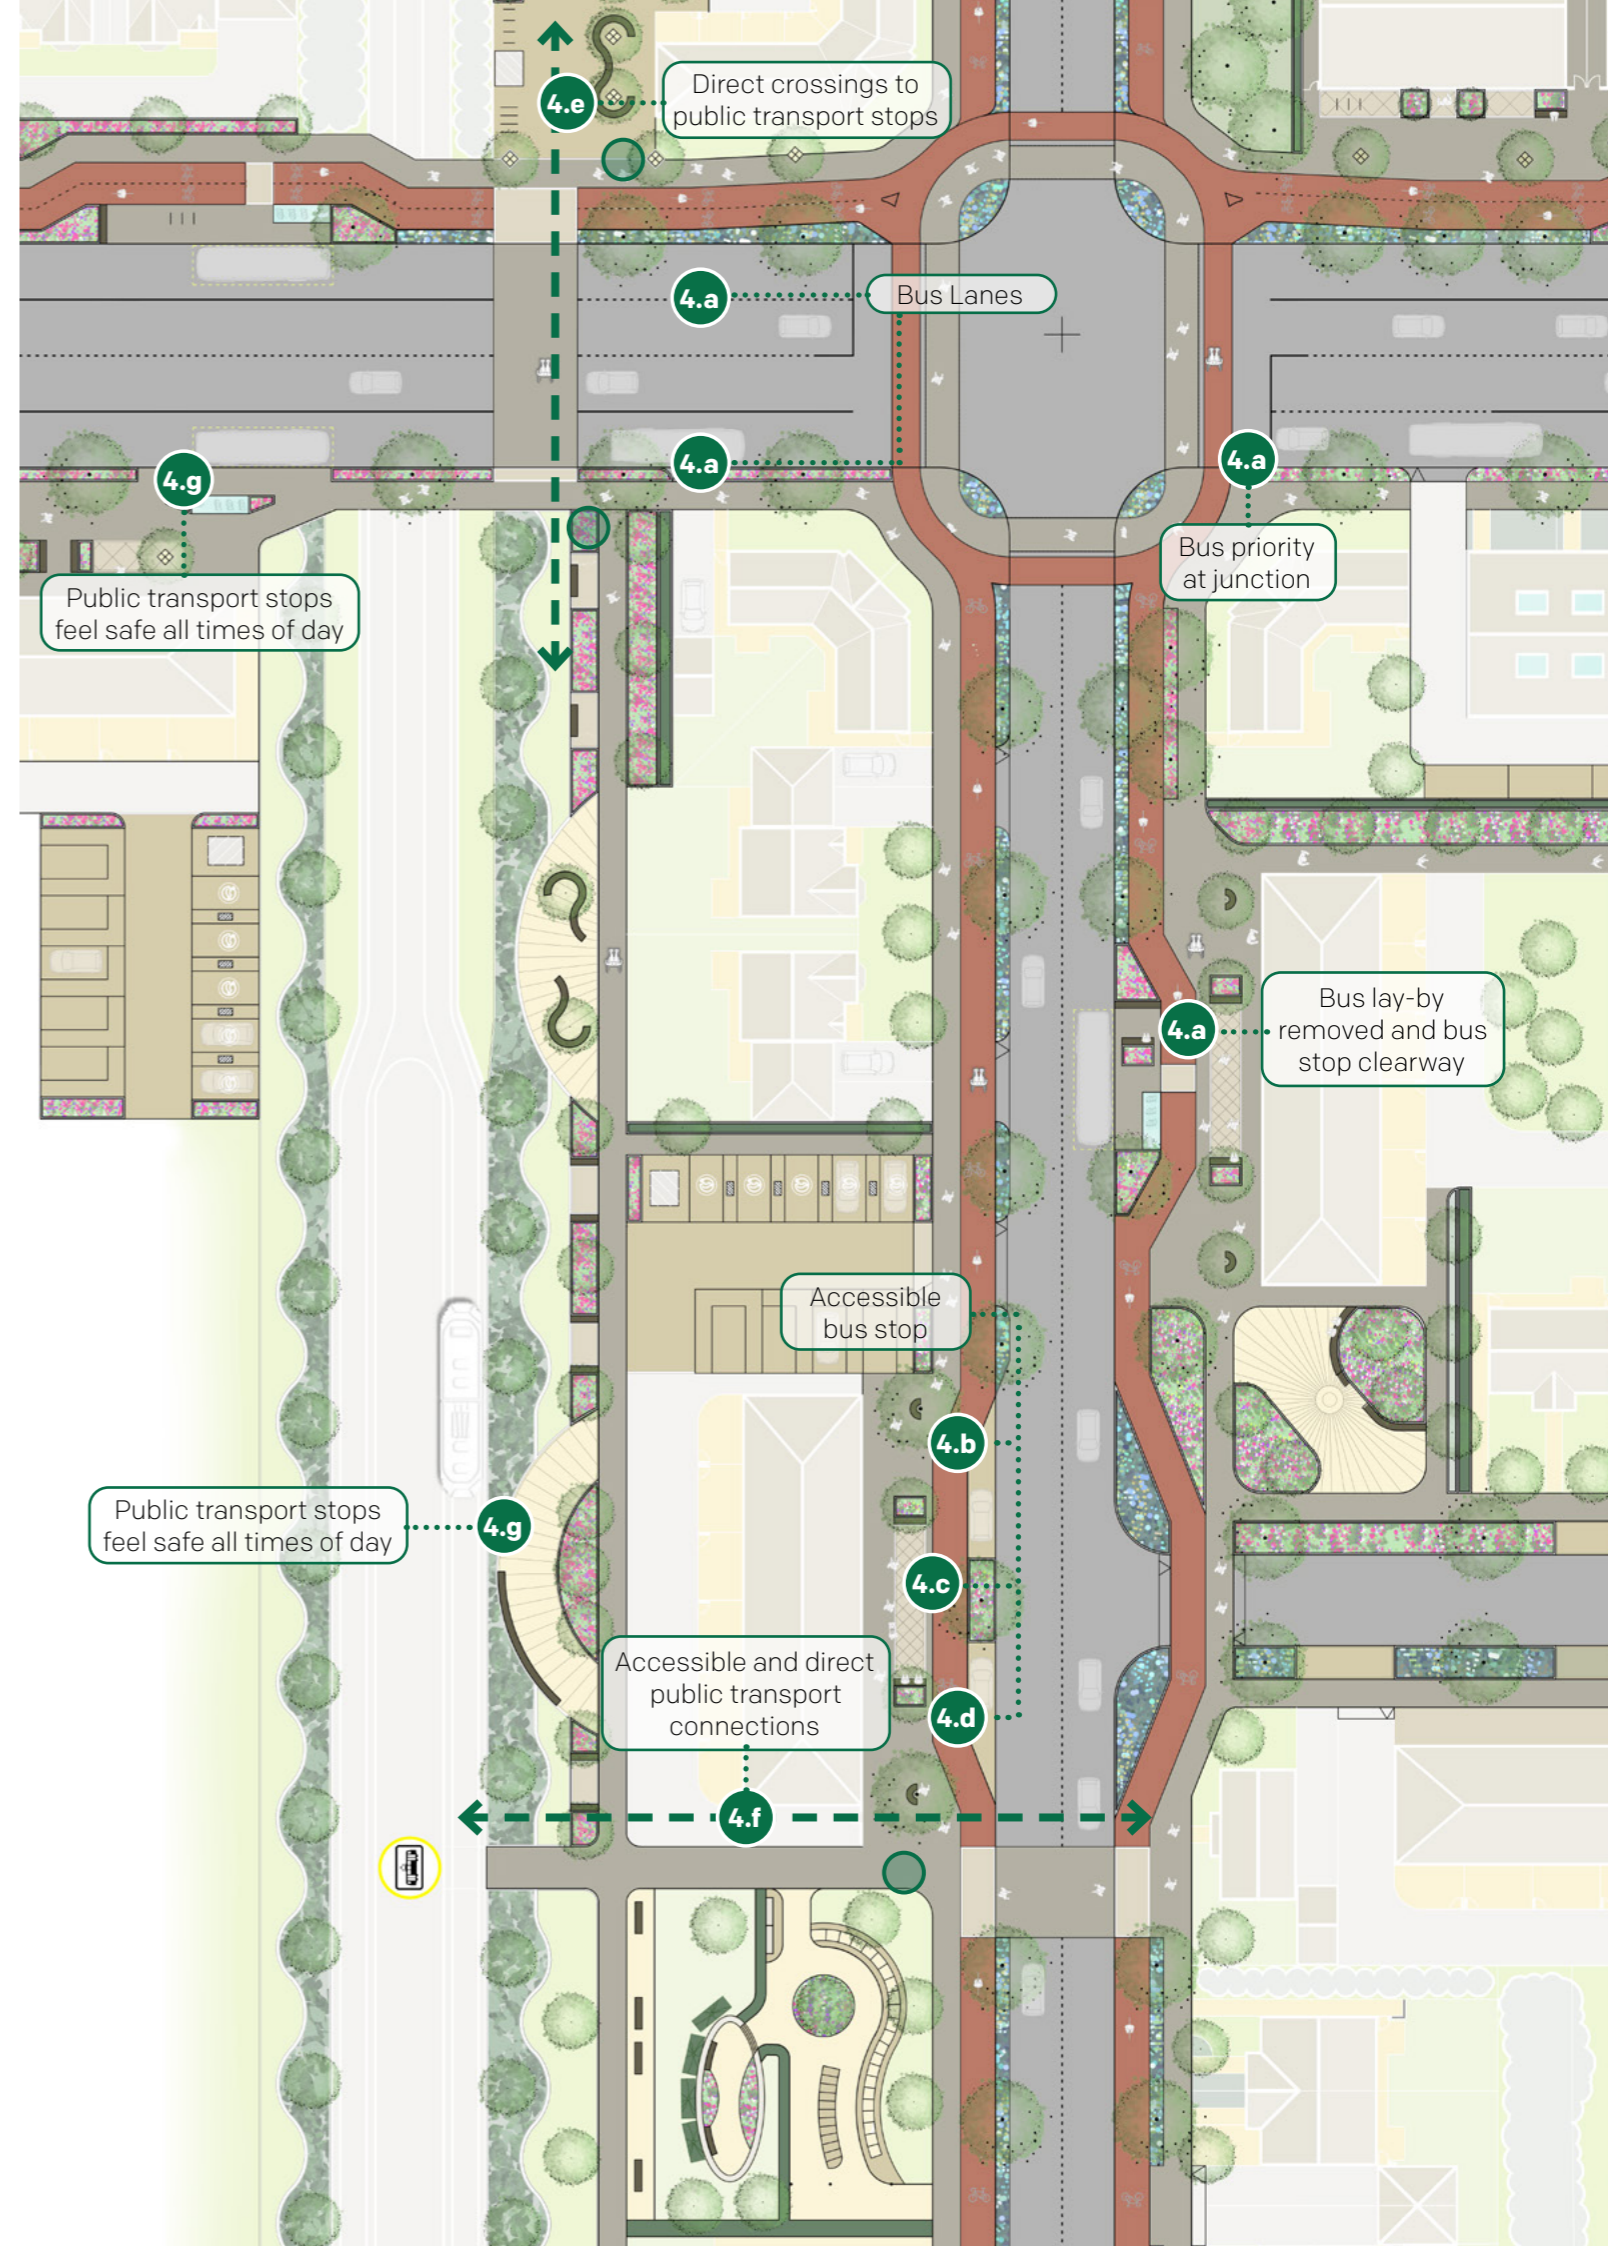 4.e
Direct crossings to
public transport stops
4.a
Bus Lanes
4.a
4.a
4.g
Bus priority
at junction
Public transport stops
feel safe all times of day
4.a
Bus lay-by
removed and bus
stop clearway
Accessible
bus stop
4.b
Public transport stops
feel safe all times of day
4.g
4.c
Accessible and direct
public transport
connections
4.d
4.f